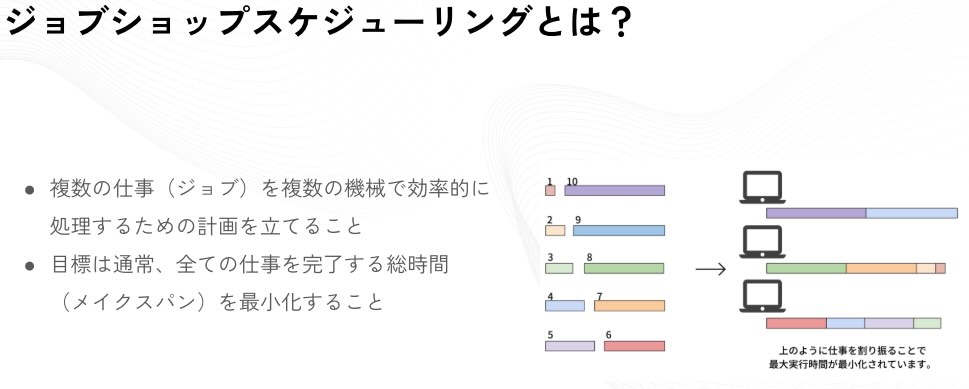 ジョブショップスケジューリングとは？
● 複数の仕事（ジョブ）を複数の機械で効率的に
処理するための計画を立てること
● 目標は通常、全ての仕事を完了する総時間
（メイクスパン）を最小化すること
1 10
2 9
3 8
4 7
5 6
上のように仕事を割り振ることで
最大実行時間が最小化されています。